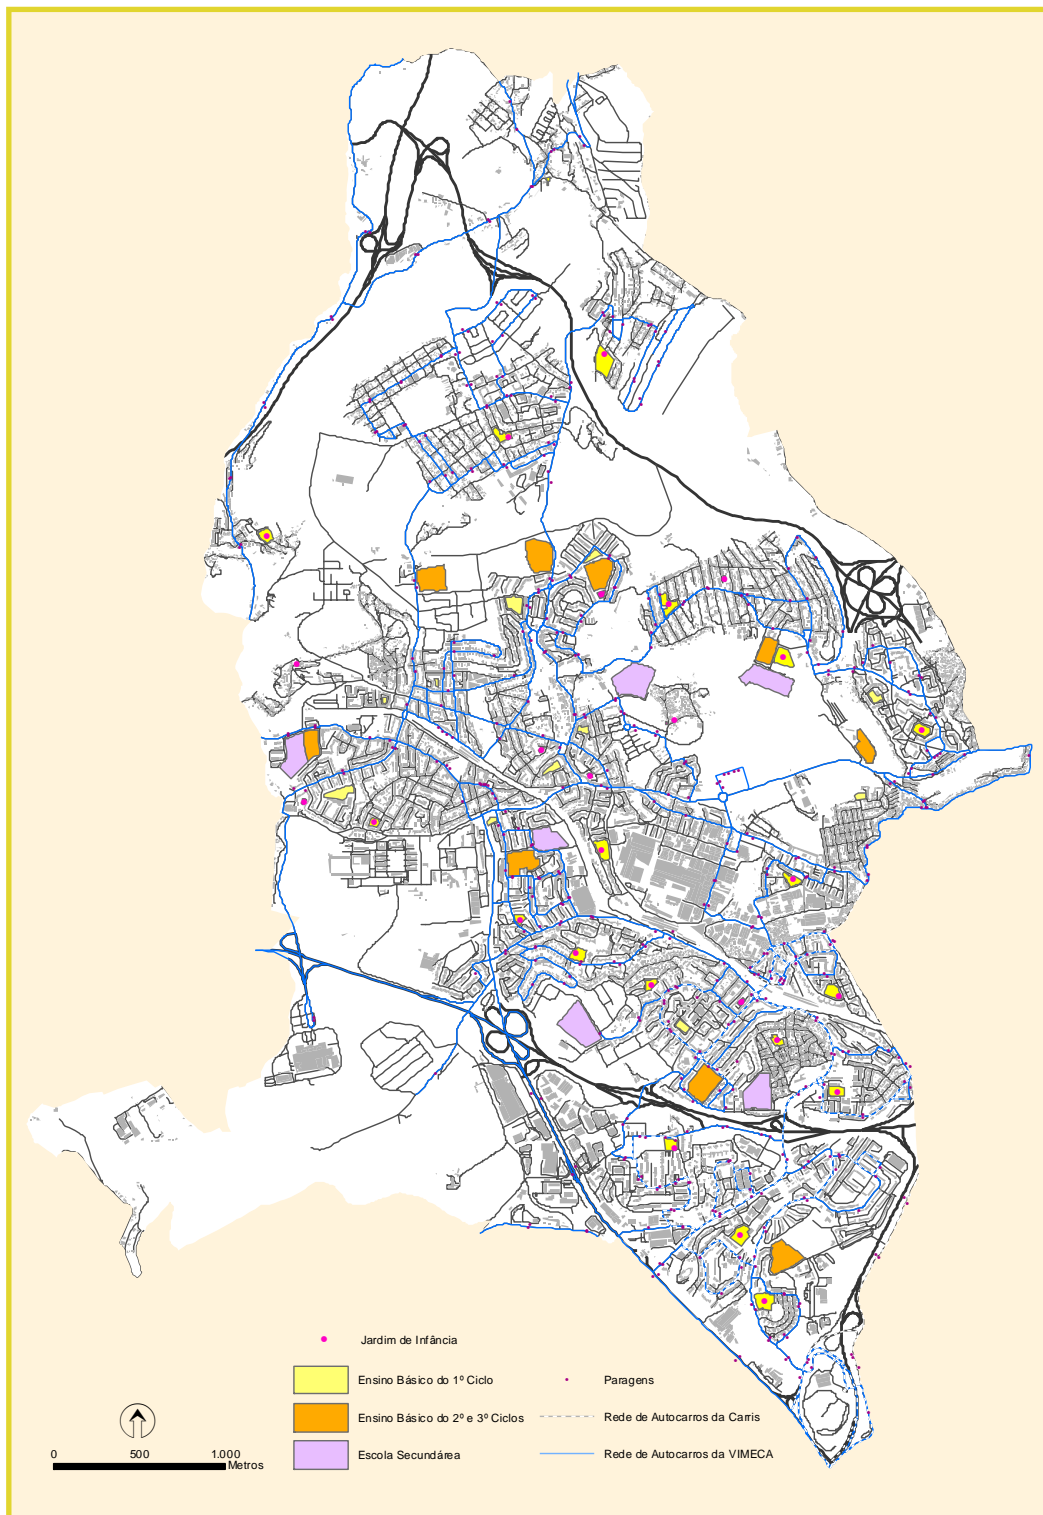 Jardim de Infância
Ensino Básico do 1º Ciclo
Paragens
Ensino Básico do 2º e 3º Ciclos
Rede de Autocarros da Carris
Escola Secundárea
Rede de Autocarros da VIMECA
0 500 1.000
Metros